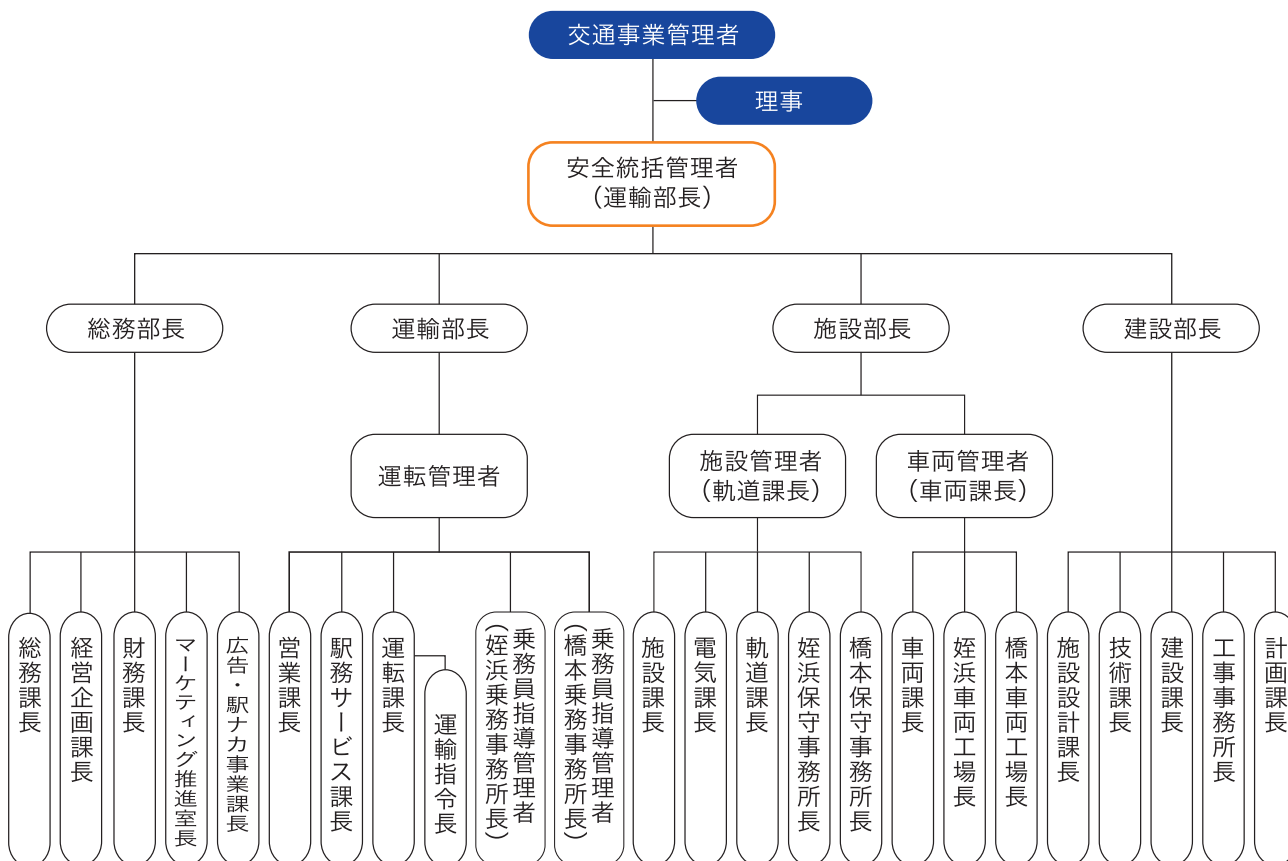 交通事業管理者
理事
安全統括管理者
（運輸部長）
総務部長
運輸部長
施設部長
建設部長
運転管理者
施設管理者
（軌道課長）
車両管理者
（車両課長）
総務課長
経営企画課長
財務課長
マーケティング推進室長
広告・駅ナカ事業課長
営業課長
駅務サービス課長
運転課長
運輸指令長
乗務員指導管理者
（姪浜乗務事務所長）
乗務員指導管理者
（橋本乗務事務所長）
施設課長
電気課長
軌道課長
姪浜保守事務所長
橋本保守事務所長
車両課長
姪浜車両工場長
橋本車両工場長
施設設計課長
技術課長
建設課長
工事事務所長
計画課長